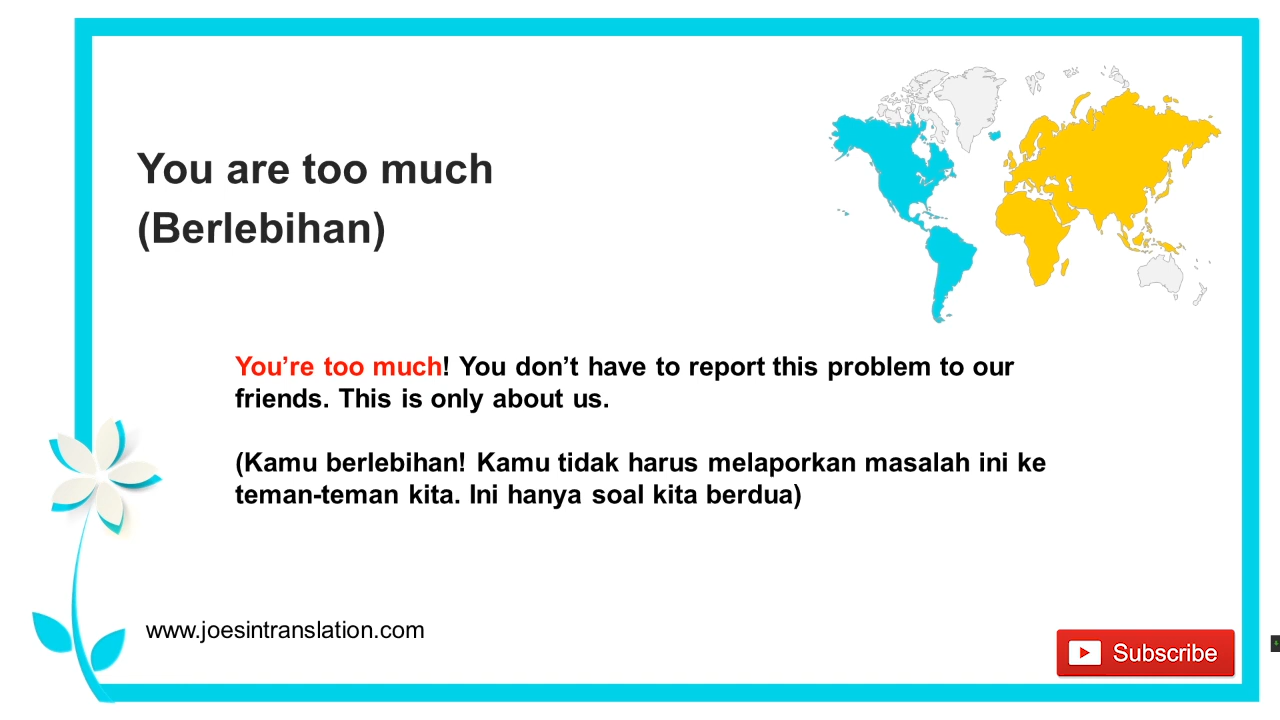 You are too much
(Berlebihan)
You’re too much! You don’t have to report this problem to our
friends. This is only about us.
(Kamu berlebihan! Kamu tidak harus melaporkan masalah ini ke
teman-teman kita. Ini hanya soal kita berdua)
www.joesintranslation.com
Subscribe